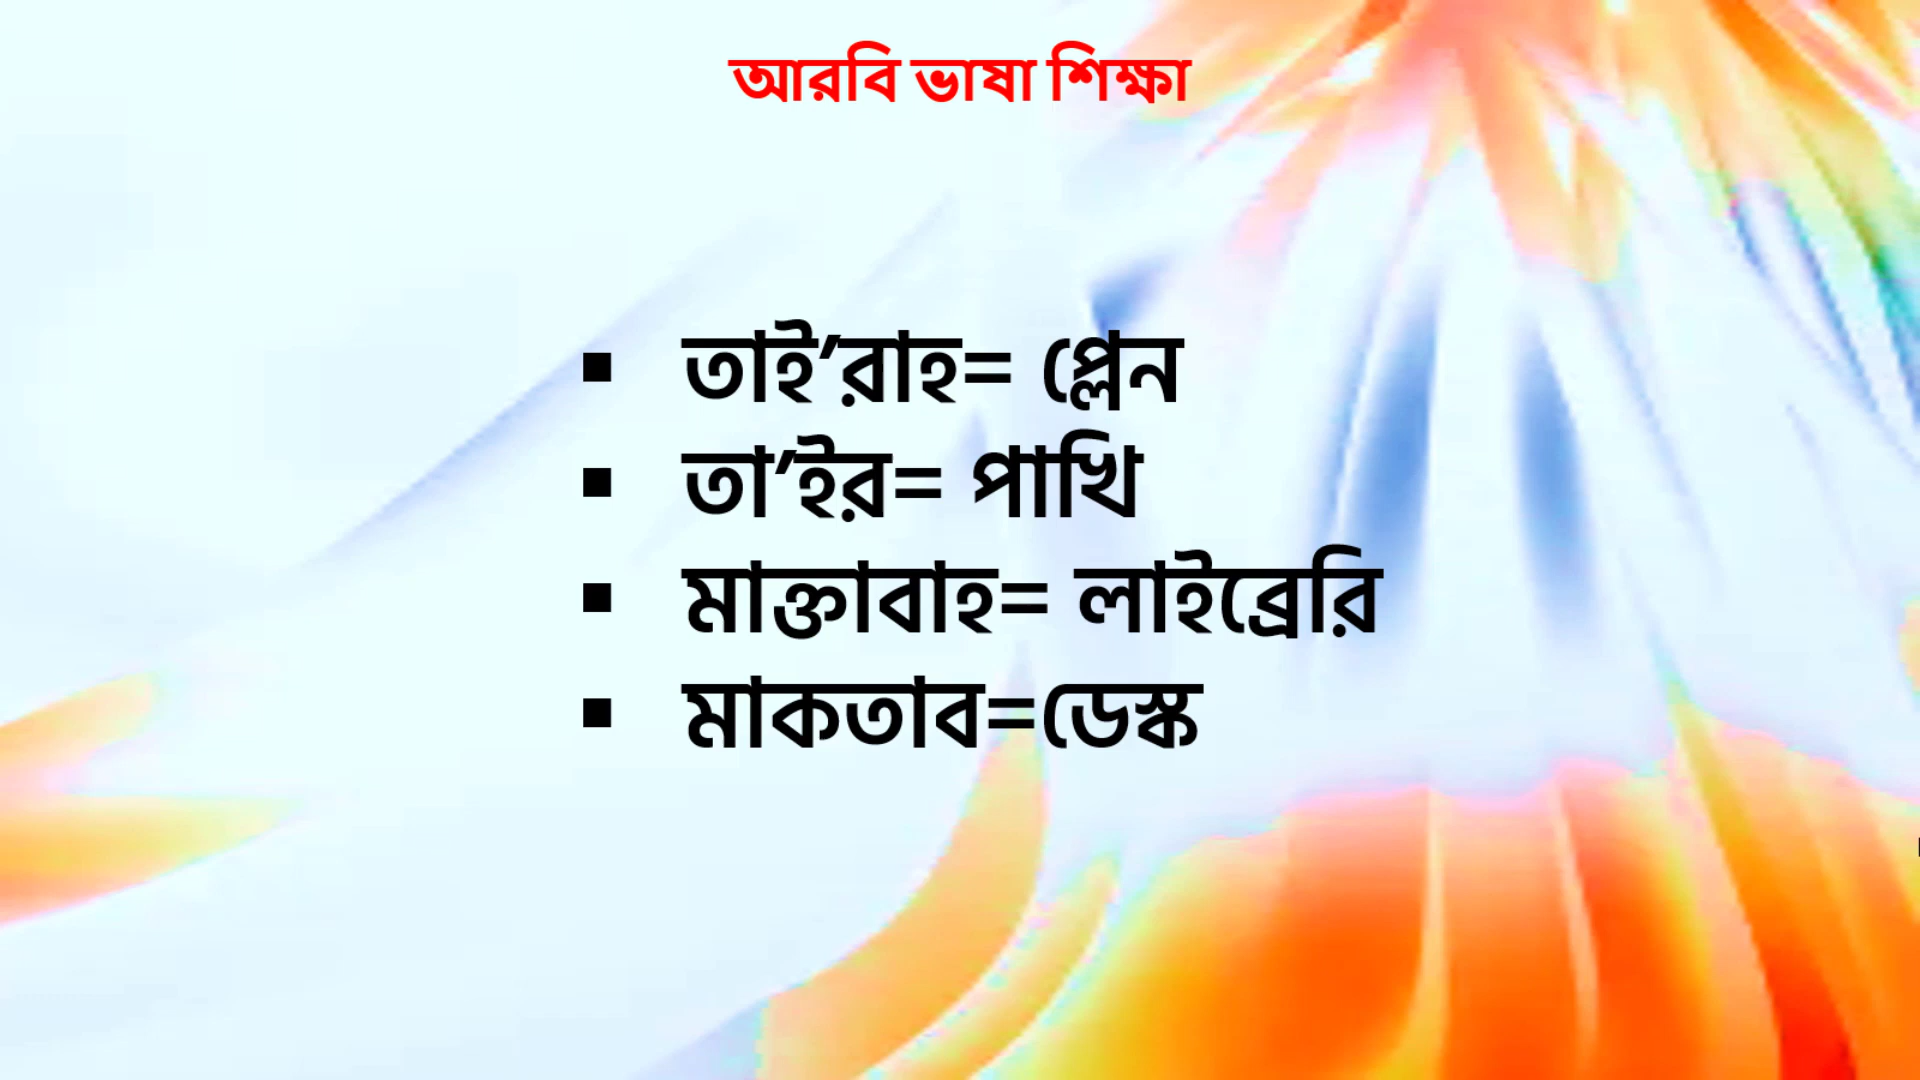 আরবি ভাষা শিক্ষা
▪ তাই’রাহ= প্লেন
▪ তা’ইর= পাখি
▪ মাক্তাবাহ= লাইব্রেরি
▪ মাকতাব=ডেস্ক